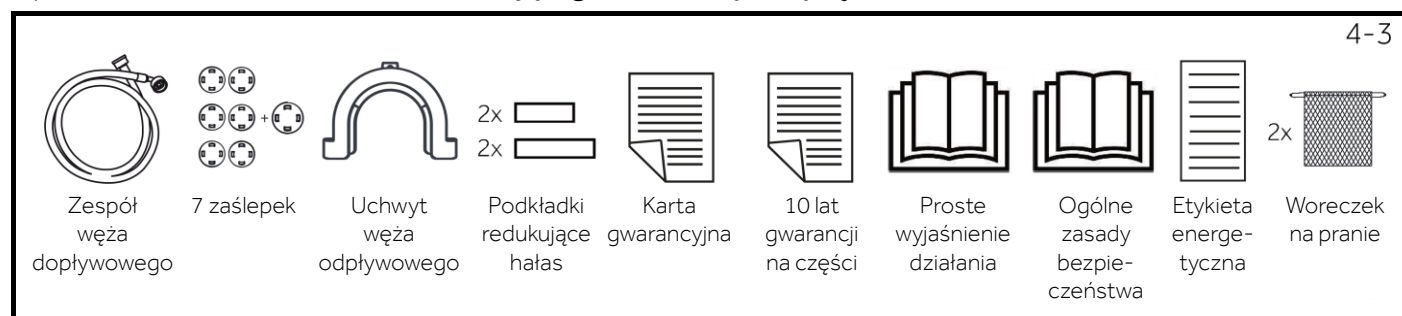 4-3
+
2x
2x
2x
Zespół
węża
dopływowego
7 zaślepek
Uchwyt
węża
odpływowego
Podkładki
redukujące
hałas
Karta
gwarancyjna
10 lat
gwarancji
na części
Proste
wyjaśnienie
działania
Ogólne
zasady
bezpie-
czeństwa
Etykieta
energe-
tyczna
Woreczek
na pranie